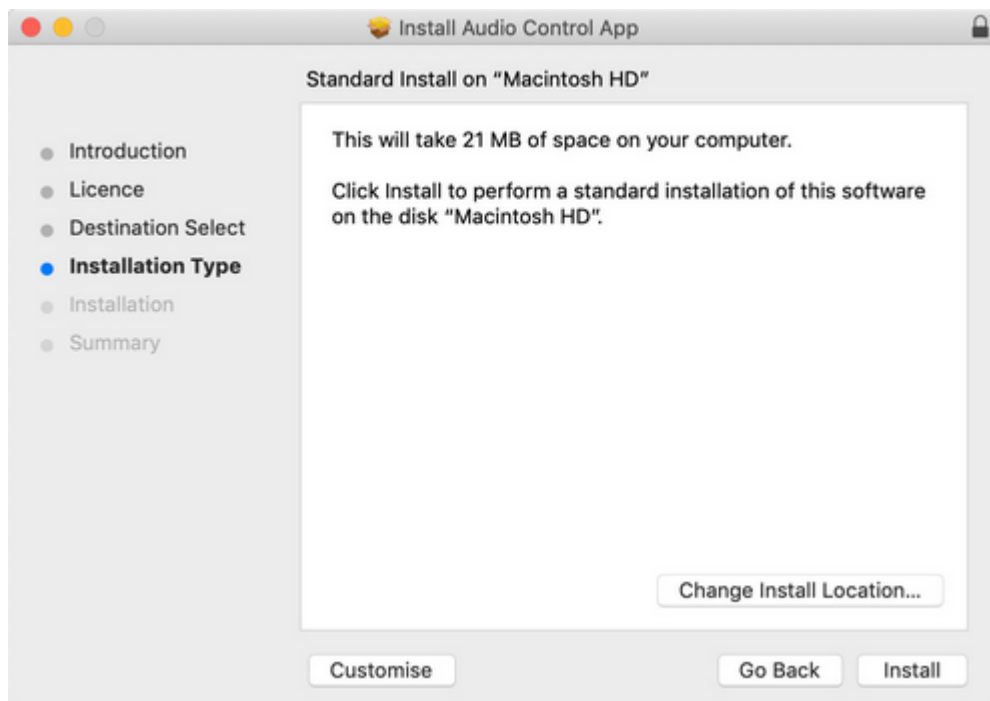 Install Audio Control App
Standard Install on “Macintosh HD”
Introduction
Licence
Destination Select
Installation Type
Installation
Summary
This will take 21 MB of space on your computer.
Click Install to perform a standard installation of this software
on the disk “Macintosh HD”.
Change Install Location...
Customise
Go Back
Install